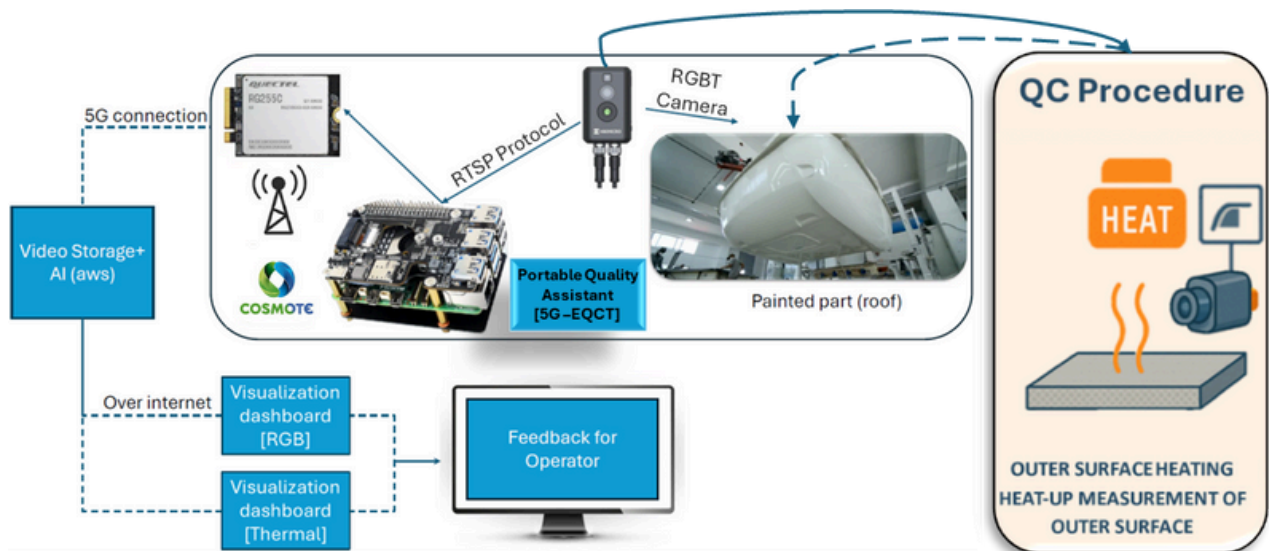 QUECTEL
RG255C
5G connection
RTSP Protocol
RGBT
Camera
COSMOTE
Portable Quality
Assistant
[5G-EQCT]
Painted part (roof)
Video Storage+
AI (aws)
Over internet
Visualization
dashboard
[RGB]
Visualization
dashboard
[Thermal]
Feedback for
Operator
QC Procedure
HEAT
OUTER SURFACE HEATING
HEAT-UP MEASUREMENT OF
OUTER SURFACE